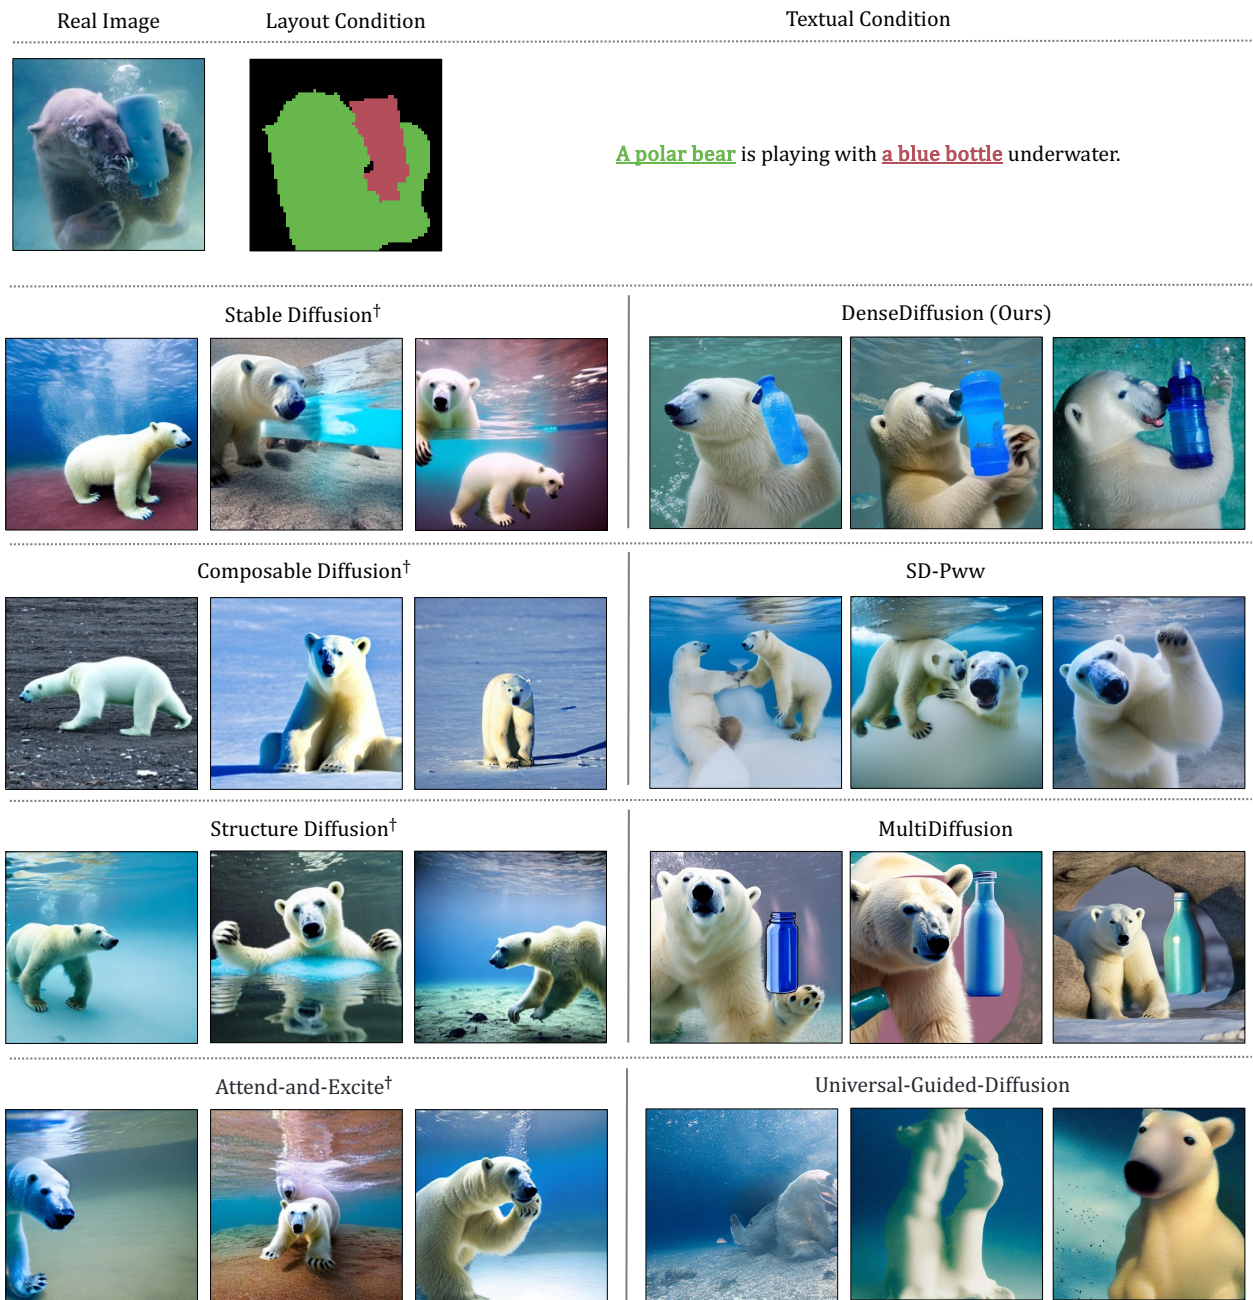 Real Image
Layout Condition
Textual Condition
A polar bear is playing with a blue bottle underwater.
Stable Diffusion†
DenseDiffusion (Ours)
Composable Diffusion†
SD-Pww
Structure Diffusion†
MultiDiffusion
Attend-and-Excite†
Universal-Guided-Diffusion